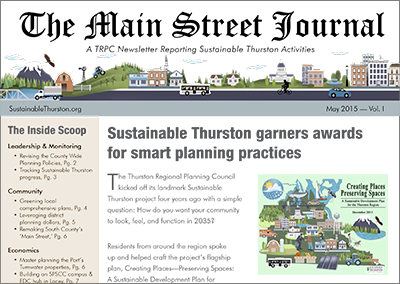 The Main Street Journal
A TRPC Newsletter Reporting Sustainable Thurston Activities
SustainableThurston.org
May 2015 — Vol. I
The Inside Scoop
Leadership & Monitoring
• Revising the County Wide
Planning Policies, Pg. 2
• Tracking Sustainable Thurston
progress, Pg. 3
Community
• Greening local
comprehensive plans, Pg. 4
• Leveraging district
planning dollars, Pg. 5
• Remaking South County's
"Main Street," Pg. 6
Economics
• Master planning the Port's
Tumwater properties, Pg. 6
• Building an SPSCC campus &
EDC hub in Lacey, Pg. 7
Sustainable Thurston garners awards
for smart planning practices
The Thurston Regional Planning Council
kicked off its landmark Sustainable
Thurston project four years ago with a simple
question: How do you want your community
to look, feel, and function in 2035?
Residents from around the region spoke
up and helped craft the project's flagship
plan, Creating Places—Preserving Spaces:
A Sustainable Development Plan for
Creating Places
Preserving Spaces
A Sustainable Development Plan
for the Thurston Region
December 2013